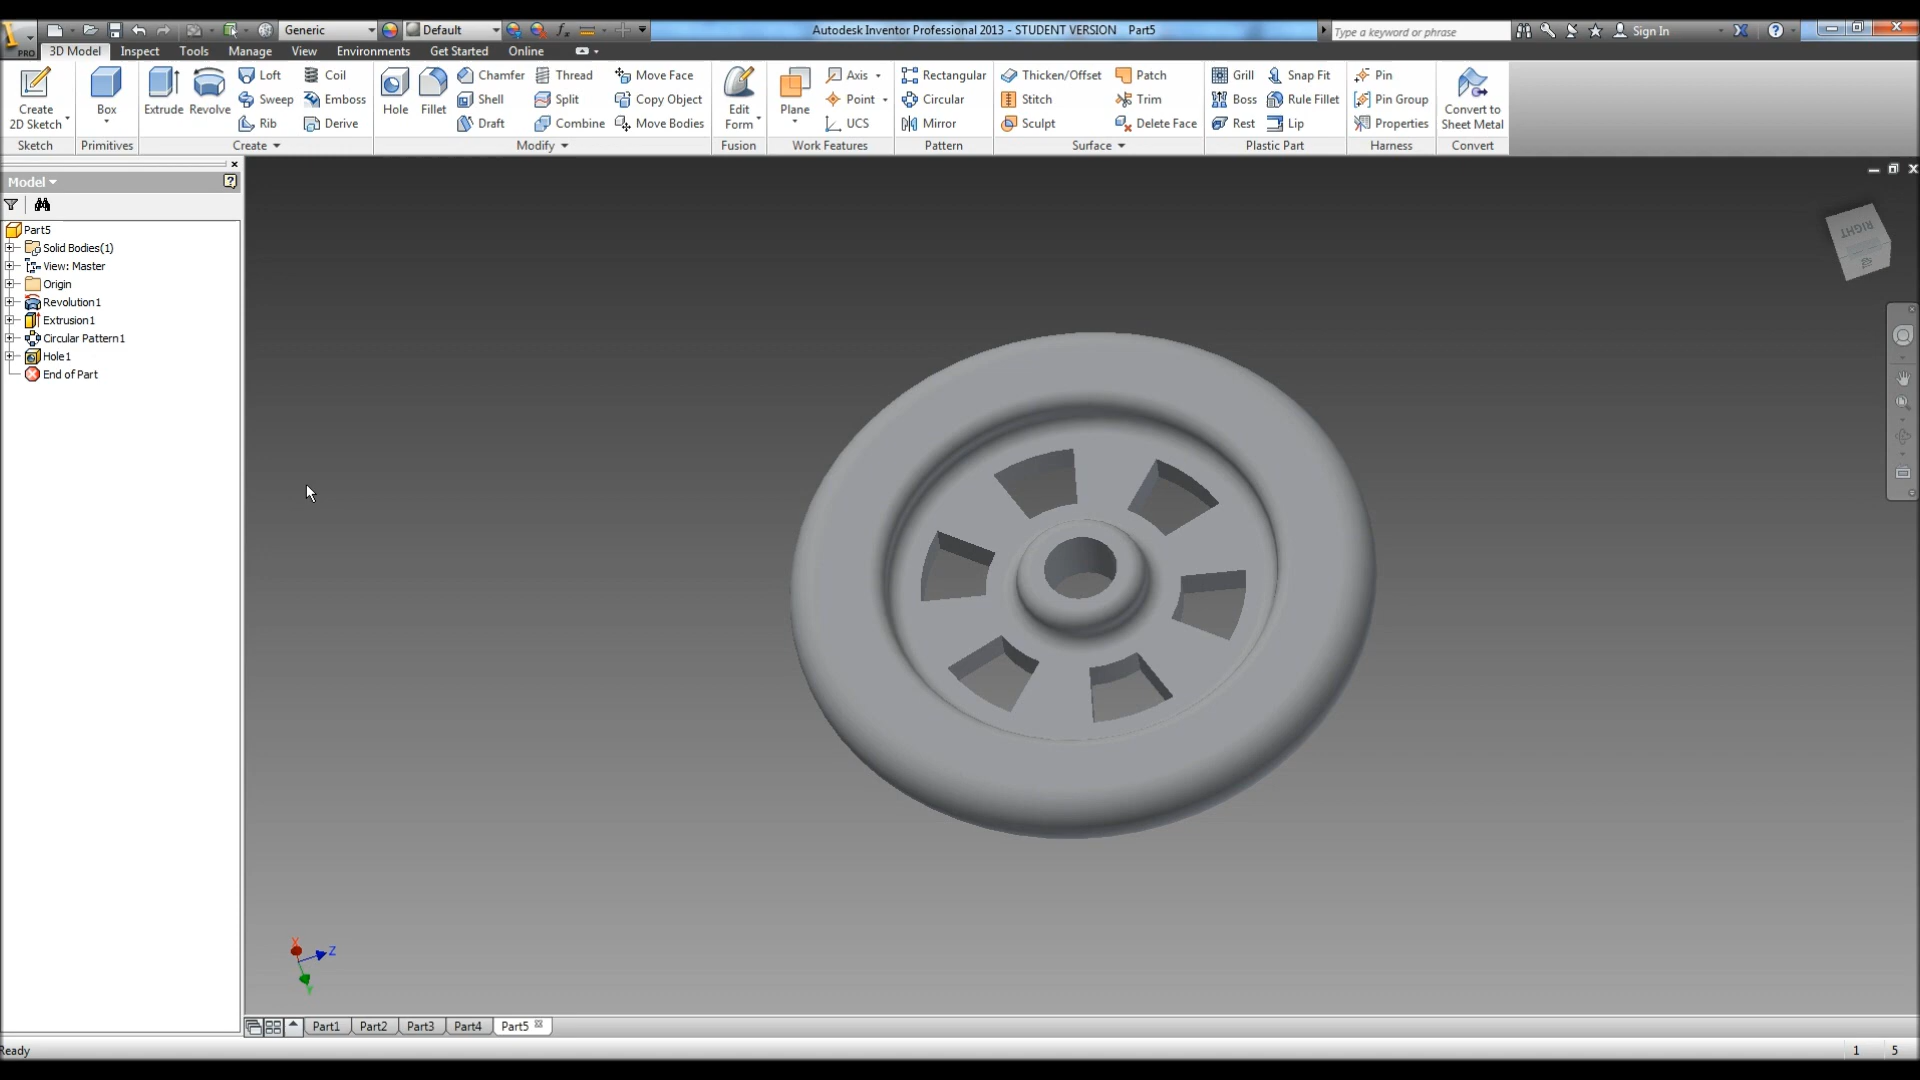 Generic
Default
Autodesk Inventor Professional 2013 - STUDENT VERSION Part5
Type a keyword or phrase
Sign In
PRO
3D Model Inspect Tools Manage View Environments Get Started Online
Create
2D Sketch
Box
Extrude
Revolve
Loft
Sweep
Rib
Coil
Emboss
Derive
Hole
Fillet
Chamfer
Shell
Draft
Thread
Split
Combine
Move Face
Copy Object
Move Bodies
Edit
Form
Plane
Axis
Point
UCS
Rectangular
Circular
Mirror
Thicken/Offset
Stitch
Sculpt
Patch
Trim
Delete Face
Grill
Boss
Rest
Snap Fit
Rule Fillet
Lip
Pin
Pin Group
Properties
Convert to
Sheet Metal
Sketch Primitives Create Modify Fusion Work Features Pattern Surface Plastic Part Harness Convert
Model
Part5
Solid Bodies(1)
View: Master
Origin
Revolution1
Extrusion1
Circular Pattern1
Hole1
End of Part
RIGHT
X
Z
Y
Part1 Part2 Part3 Part4 Part5
Ready
1 5